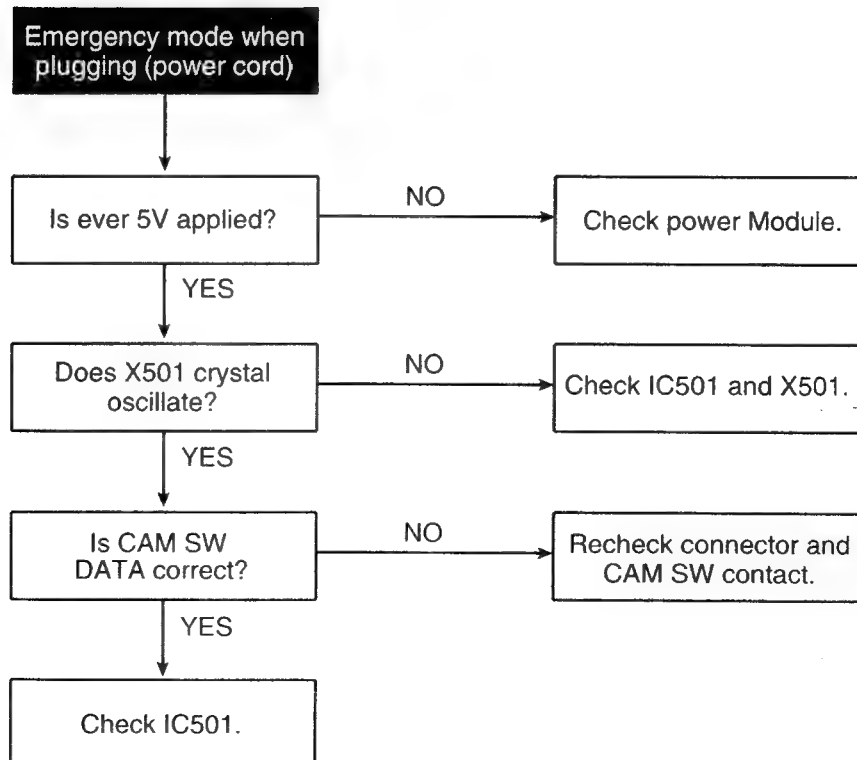 Emergency mode when
plugging (power cord)
Is ever 5V applied?
NO
Check power Module.
YES
Does X501 crystal
oscillate?
NO
Check IC501 and X501.
YES
Is CAM SW
DATA correct?
NO
Recheck connector and
CAM SW contact.
YES
Check IC501.